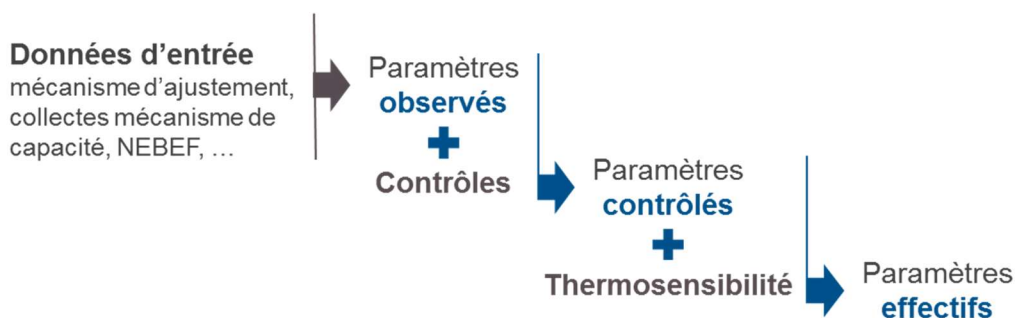 Données d'entrée
mécanisme d'ajustement,
collectes mécanisme de
capacité, NEBEF, …
Paramètres
observés
+
Contrôles
Paramètres
contrôlés
+
Thermosensibilité
Paramètres
effectifs